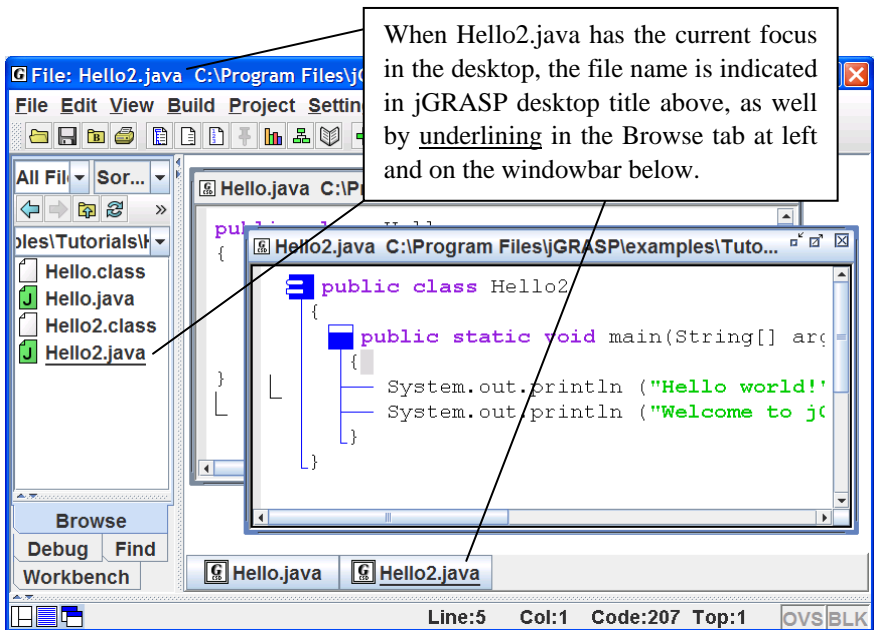 When Hello2.java has the current focus
in the desktop, the file name is indicated
in jGRASP desktop title above, as well
by underlining in the Browse tab at left
and on the windowbar below.
File: Hello2.java C:\Program Files\jG
File Edit View Build Project Settin
All Fil Sor...
»
ples\Tutorials\H
Hello.class
Hello.java
Hello2.class
Hello2.java
Hello.java C:\P
public class Hello
{
}
Hello2.java C:\Program Files\jGRASP\examples\Tuto...
public class Hello2
{
public static void main(String[] arg
{
System.out.println ("Hello world!"
System.out.println ("Welcome to jG
}
}
Browse
Debug Find
Workbench
Hello.java Hello2.java
Line:5 Col:1 Code:207 Top:1 OVS BLK